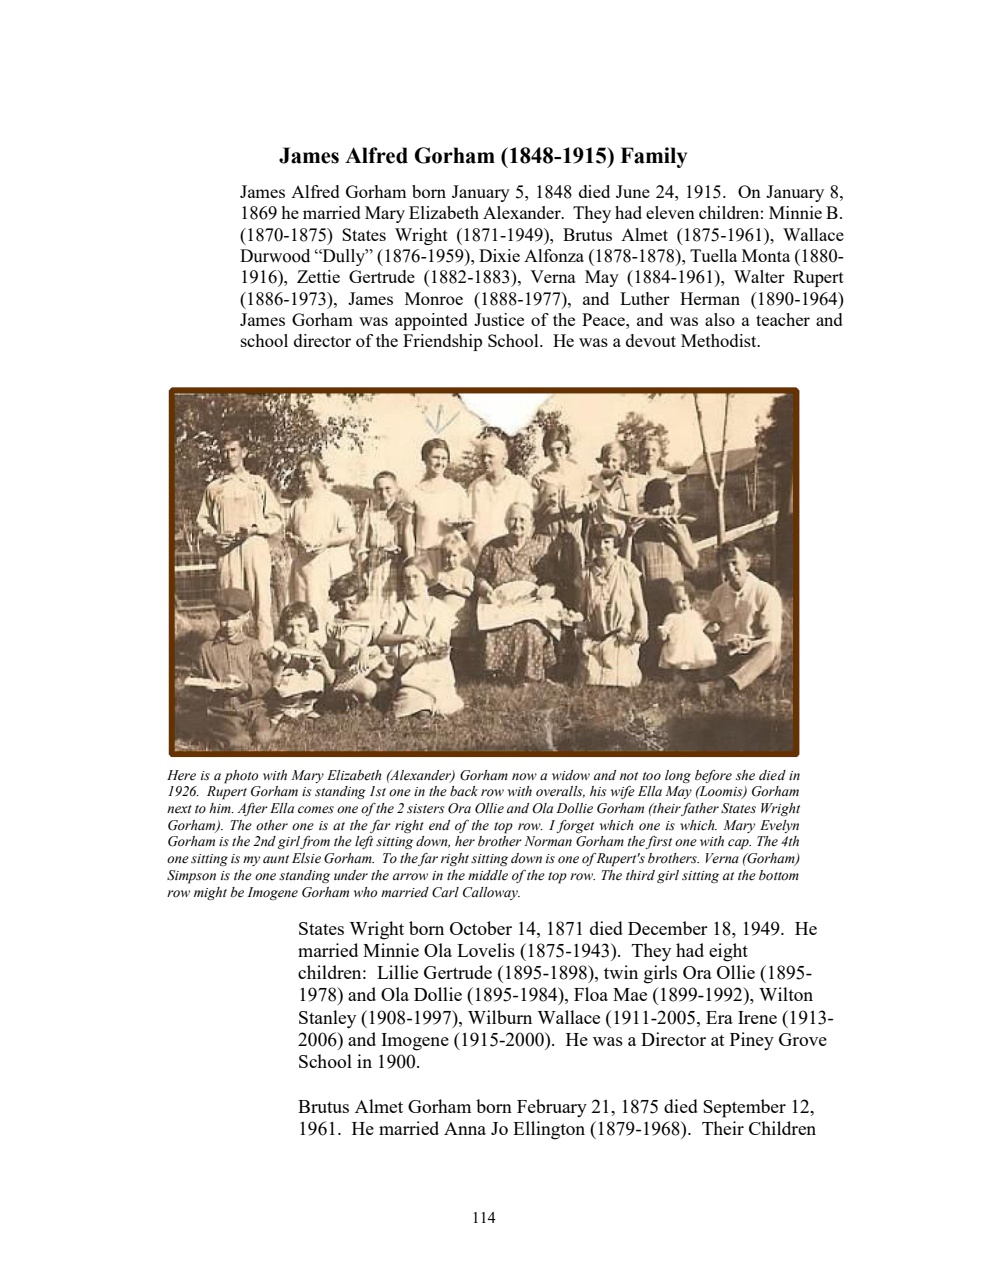 James Alfred Gorham (1848-1915) Family
James Alfred Gorham born January 5, 1848 died June 24, 1915.  On January 8,
1869 he married Mary Elizabeth Alexander.  They had eleven children: Minnie B.
(1870-1875) States Wright (1871-1949), Brutus Almet (1875-1961), Wallace
Durwood “Dully” (1876-1959), Dixie Alfonza (1878-1878), Tuella Monta (1880-
1916), Zettie Gertrude (1882-1883), Verna May (1884-1961), Walter Rupert
(1886-1973), James Monroe (1888-1977), and Luther Herman (1890-1964)
James Gorham was appointed Justice of the Peace, and was also a teacher and
school director of the Friendship School.  He was a devout Methodist.
Here is a photo with Mary Elizabeth (Alexander) Gorham now a widow and not too long before she died in
1926.  Rupert Gorham is standing 1st one in the back row with overalls, his wife Ella May (Loomis) Gorham
next to him. After Ella comes one of the 2 sisters Ora Ollie and Ola Dollie Gorham (their father States Wright
Gorham). The other one is at the far right end of the top row. I forget which one is which. Mary Evelyn
Gorham is the 2nd girl from the left sitting down, her brother Norman Gorham the first one with cap. The 4th
one sitting is my aunt Elsie Gorham.  To the far right sitting down is one of Rupert's brothers. Verna (Gorham)
Simpson is the one standing under the arrow in the middle of the top row. The third girl sitting at the bottom
row might be Imogene Gorham who married Carl Calloway.
States Wright born October 14, 1871 died December 18, 1949.  He
married Minnie Ola Lovelis (1875-1943).  They had eight
children:  Lillie Gertrude (1895-1898), twin girls Ora Ollie (1895-
1978) and Ola Dollie (1895-1984), Floa Mae (1899-1992), Wilton
Stanley (1908-1997), Wilburn Wallace (1911-2005, Era Irene (1913-
2006) and Imogene (1915-2000).  He was a Director at Piney Grove
School in 1900.
Brutus Almet Gorham born February 21, 1875 died September 12,
1961.  He married Anna Jo Ellington (1879-1968).  Their Children
114